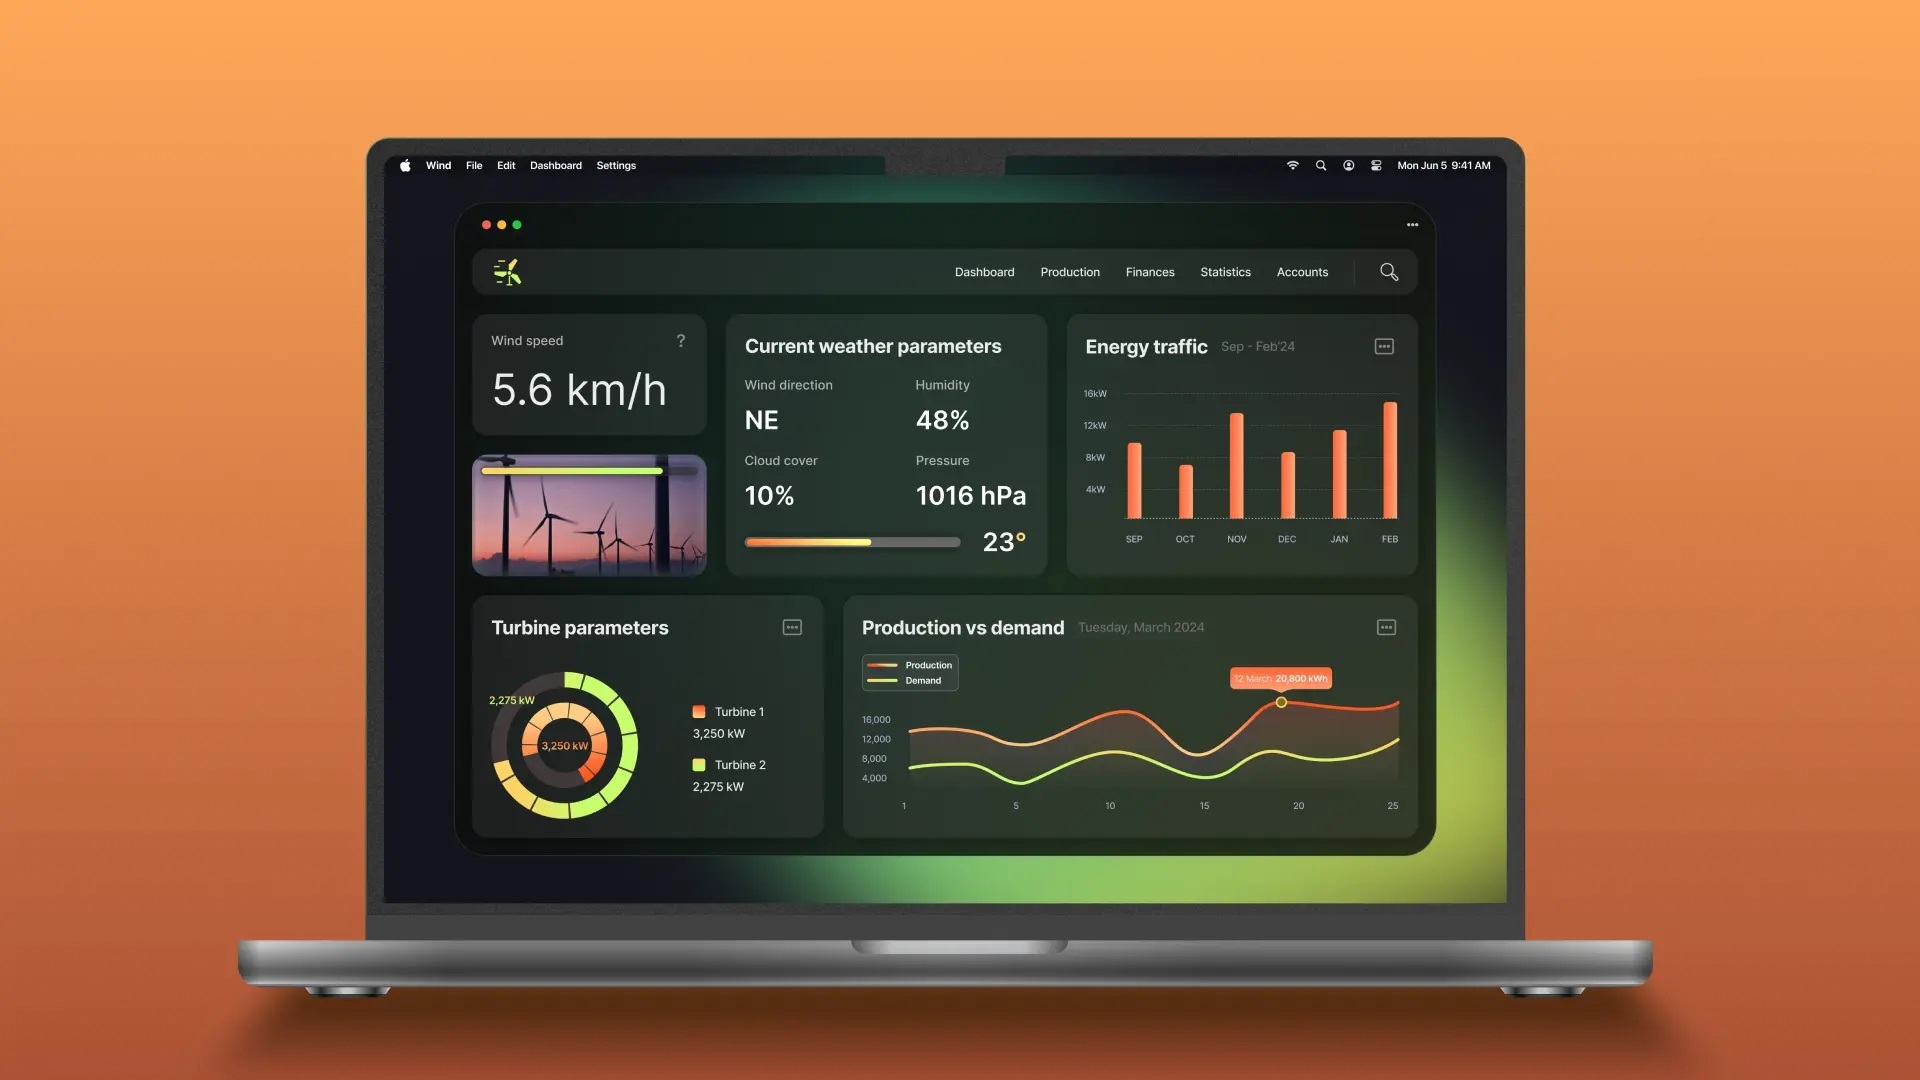 Wind File Edit Dashboard Settings
Mon Jun 5 9:41 AM
Dashboard Production Finances Statistics Accounts
Wind speed ?
5.6 km/h
Current weather parameters
Wind direction Humidity
NE 48%
Cloud cover Pressure
10% 1016 hPa
23°
Energy traffic Sep - Feb'24
16kW
12kW
8kW
4kW
SEP OCT NOV DEC JAN FEB
Turbine parameters
2,275 kW
3,250 kW
Turbine 1
3,250 kW
Turbine 2
2,275 kW
Production vs demand Tuesday, March 2024
Production
Demand
12 March 20,800 kWh
16,000
12,000
8,000
4,000
1 5 10 15 20 25